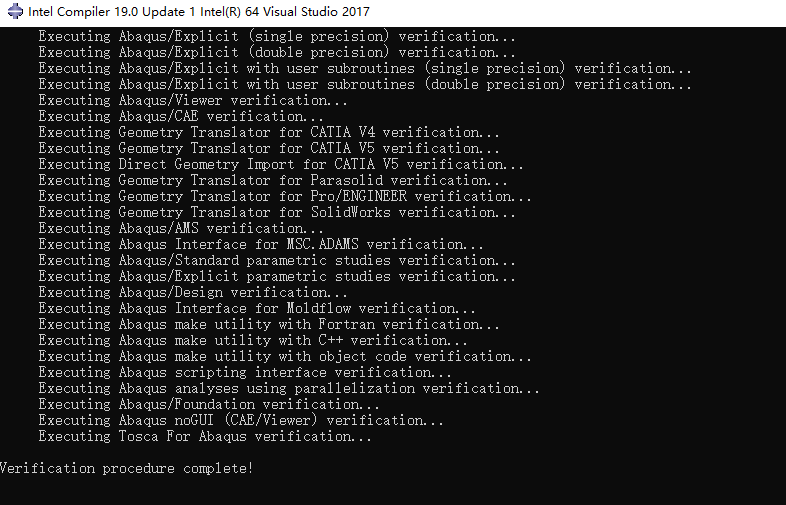 Intel Compiler 19.0 Update 1 Intel(R) 64 Visual Studio 2017
Executing Abaqus/Explicit (single precision) verification...
Executing Abaqus/Explicit (double precision) verification...
Executing Abaqus/Explicit with user subroutines (single precision) verification...
Executing Abaqus/Explicit with user subroutines (double precision) verification...
Executing Abaqus/Viewer verification...
Executing Abaqus/CAE verification...
Executing Geometry Translator for CATIA V4 verification...
Executing Geometry Translator for CATIA V5 verification...
Executing Direct Geometry Import for CATIA V5 verification...
Executing Geometry Translator for Parasolid verification...
Executing Geometry Translator for Pro/ENGINEER verification...
Executing Geometry Translator for SolidWorks verification...
Executing Abaqus/AMS verification...
Executing Abaqus Interface for MSC.ADAMS verification...
Executing Abaqus/Standard parametric studies verification...
Executing Abaqus/Explicit parametric studies verification...
Executing Abaqus/Design verification...
Executing Abaqus Interface for Moldflow verification...
Executing Abaqus make utility with Fortran verification...
Executing Abaqus make utility with C++ verification...
Executing Abaqus make utility with object code verification...
Executing Abaqus scripting interface verification...
Executing Abaqus analyses using parallelization verification...
Executing Abaqus/Foundation verification...
Executing Abaqus noGUI (CAE/Viewer) verification...
Executing Tosca For Abaqus verification...
Verification procedure complete!